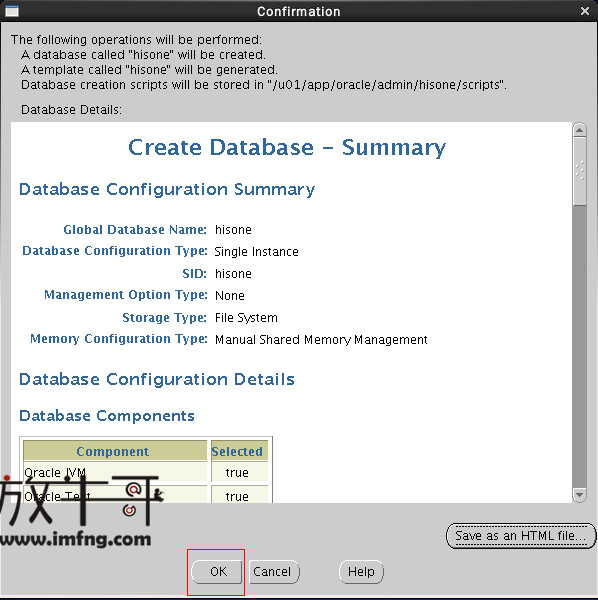 Confirmation
The following operations will be performed:
A database called "hisone" will be created.
A template called "hisone" will be generated.
Database creation scripts will be stored in "/u01/app/oracle/admin/hisone/scripts".
Database Details:
Create Database - Summary
Database Configuration Summary
Global Database Name: hisone
Database Configuration Type: Single Instance
SID: hisone
Management Option Type: None
Storage Type: File System
Memory Configuration Type: Manual Shared Memory Management
Database Configuration Details
Database Components
Component Selected
Oracle JVM true
Oracle Text true
放牛哥
www.imfng.com
Save as an HTML file...
OK Cancel Help